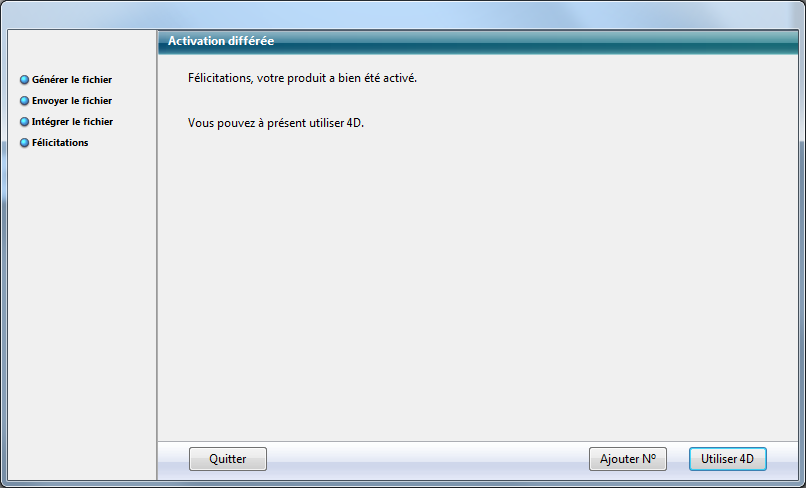 Activation différée
Générer le fichier
Envoyer le fichier
Intégrer le fichier
Félicitations
Félicitations, votre produit a bien été activé.
Vous pouvez à présent utiliser 4D.
Quitter
Ajouter Nº
Utiliser 4D